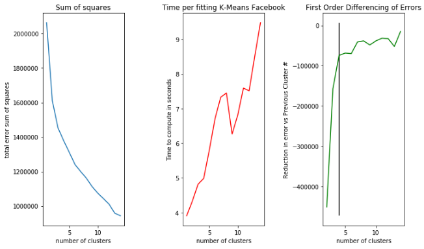 Sum of squares
total error sum of squares
2000000
1800000
1600000
1400000
1200000
1000000
5
10
number of clusters
Time per fitting K-Means Facebook
Time to compute in seconds
9
8
7
6
5
4
5
10
number of clusters
First Order Differencing of Errors
Reduction in error vs Previous Cluster #
0
−100000
−200000
−300000
−400000
5
10
number of clusters